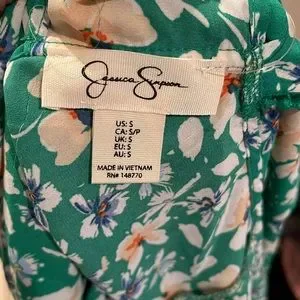 Jessica Simpson
US: S
CA: S/P
UK: S
EU: S
AU: S
MADE IN VIETNAM
RN# 148770